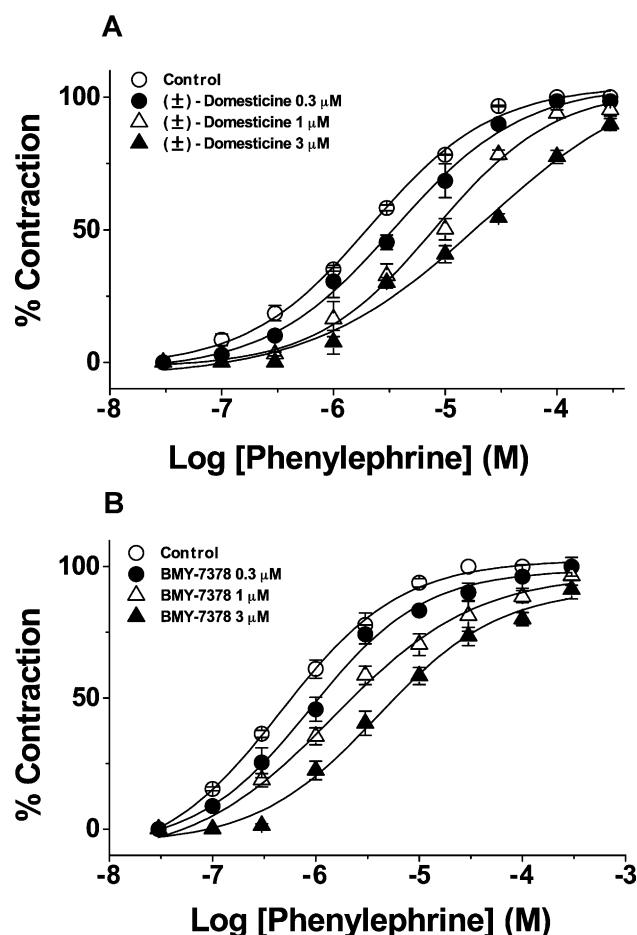 A
Control
(±) - Domesticine 0.3 μM
(±) - Domesticine 1 μM
(±) - Domesticine 3 μM
100
50
0
% Contraction
-8 -7 -6 -5 -4
Log [Phenylephrine] (M)
B
Control
BMY-7378 0.3 μM
BMY-7378 1 μM
BMY-7378 3 μM
100
50
0
% Contraction
-8 -7 -6 -5 -4 -3
Log [Phenylephrine] (M)